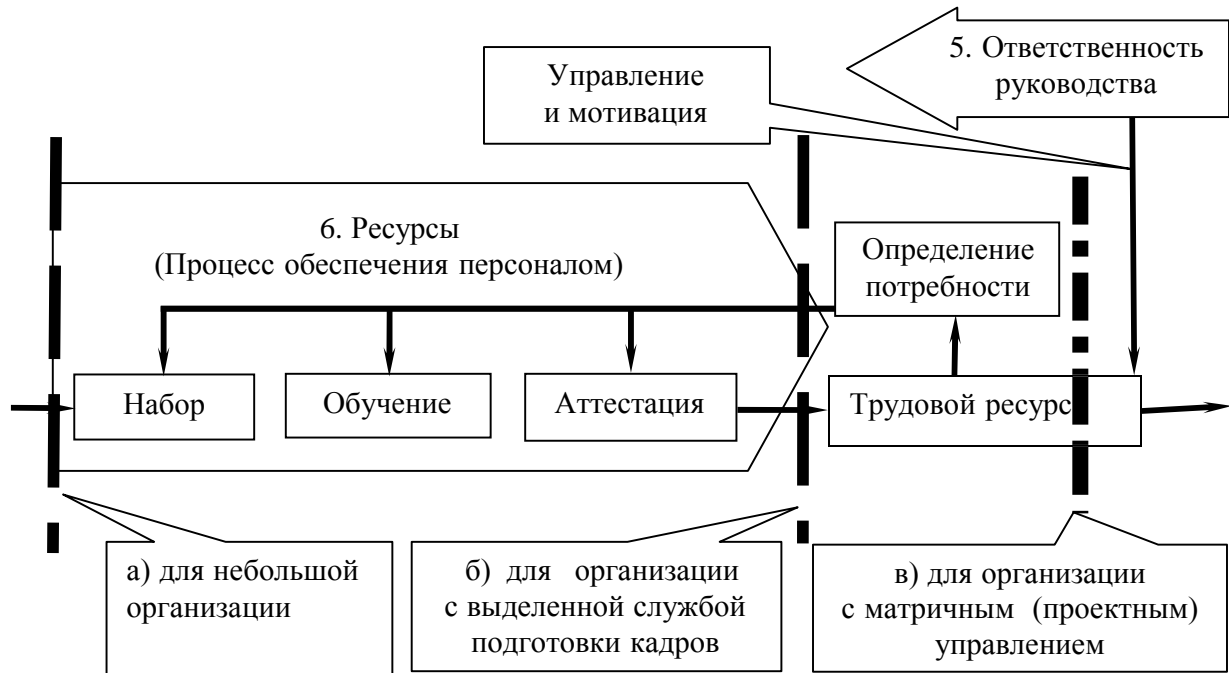 5. Ответственность
руководства
Управление
и мотивация
6. Ресурсы
(Процесс обеспечения персоналом)
Определение
потребности
Набор
Обучение
Аттестация
Трудовой ресурс
а) для небольшой
организации
б) для организации
с выделенной службой
подготовки кадров
в) для организации
с матричным (проектным)
управлением